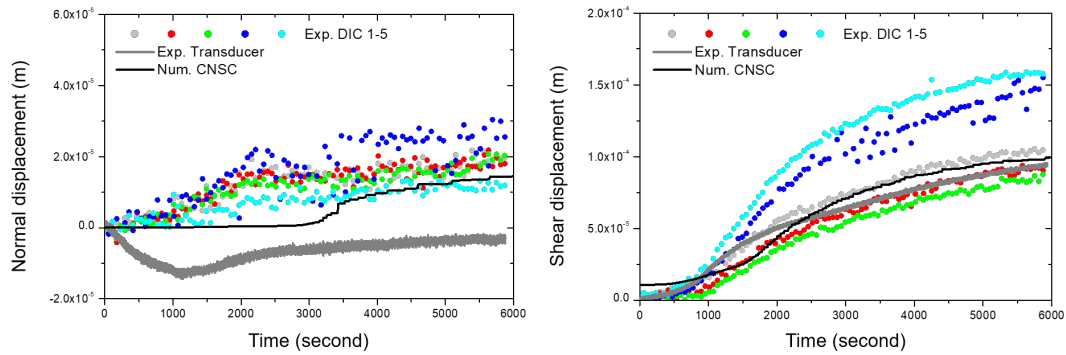 6.0x10⁻⁵
4.0x10⁻⁵
2.0x10⁻⁵
0.0
-2.0x10⁻⁵
Normal displacement (m)
Exp. DIC 1-5
Exp. Transducer
Num. CNSC
0 1000 2000 3000 4000 5000 6000
Time (second)
2.0x10⁻⁴
1.5x10⁻⁴
1.0x10⁻⁴
5.0x10⁻⁵
0.0
Shear displacement (m)
Exp. DIC 1-5
Exp. Transducer
Num. CNSC
0 1000 2000 3000 4000 5000 6000
Time (second)